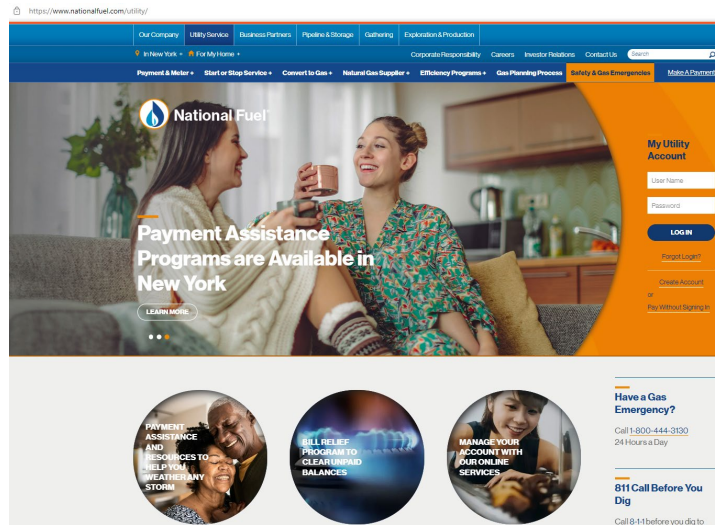 https://www.nationalfuel.com/utility/
Our Company Utility Service Business Partners Pipeline & Storage Gathering Exploration & Production
In New York + For My Home + Corporate Responsibility Careers Investor Relations Contact Us Search
Payment & Meter + Start or Stop Service + Convert to Gas + Natural Gas Supplier + Efficiency Programs + Gas Planning Process Safety & Gas Emergencies Make A Payment
National Fuel
My Utility
Account
User Name
Password
LOG IN
Forgot Login?
Create Account
or
Pay Without Signing In
Payment Assistance
Programs are Available in
New York
LEARN MORE
PAYMENT
ASSISTANCE
AND
RESOURCES TO
HELP YOU
WEATHER ANY
STORM
BILL RELIEF
PROGRAM TO
CLEAR UNPAID
BALANCES
MANAGE YOUR
ACCOUNT WITH
OUR ONLINE
SERVICES
Have a Gas
Emergency?
Call 1-800-444-3130
24 Hours a Day
811 Call Before You
Dig
Call 8-1-1 before you dig to